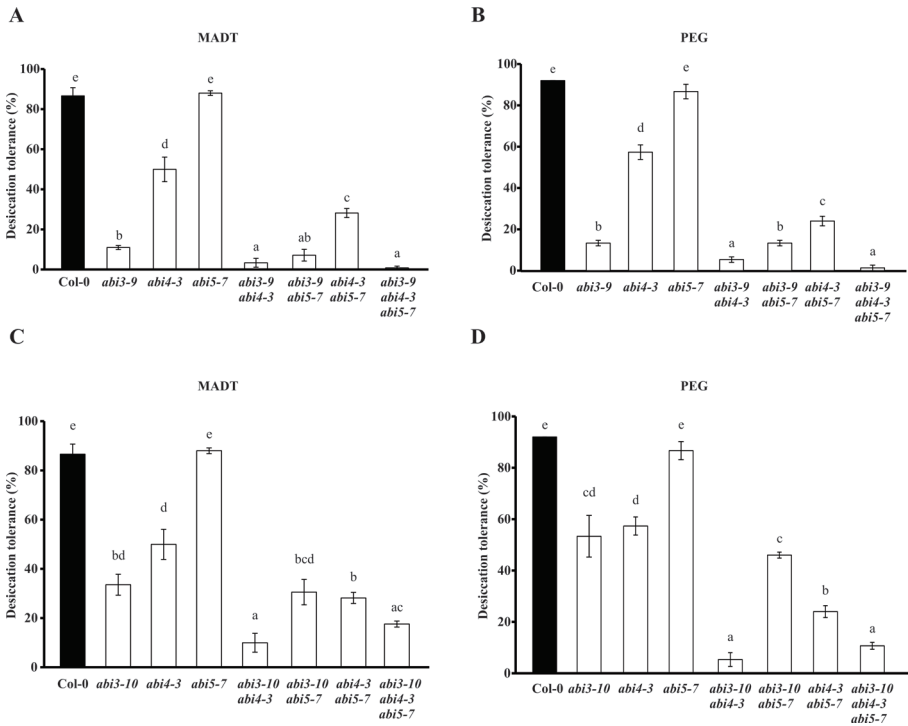 A
MADT
Desiccation tolerance (%)
100
80
60
40
20
0
e
b
d
e
a
ab
c
a
Col-0 abi3-9 abi4-3 abi5-7 abi3-9 abi3-9 abi4-3 abi3-9
abi4-3 abi5-7 abi5-7 abi4-3
abi5-7
B
PEG
Desiccation tolerance (%)
100
80
60
40
20
0
e
b
d
e
a
b
c
a
Col-0 abi3-9 abi4-3 abi5-7 abi3-9 abi3-9 abi4-3 abi3-9
abi4-3 abi5-7 abi5-7 abi4-3
abi5-7
C
MADT
Desiccation tolerance (%)
100
80
60
40
20
0
e
bd
d
e
a
bcd
b
ac
Col-0 abi3-10 abi4-3 abi5-7 abi3-10 abi3-10 abi4-3 abi3-10
abi4-3 abi5-7 abi5-7 abi4-3
abi5-7
D
PEG
Desiccation tolerance (%)
100
80
60
40
20
0
e
cd
d
e
a
c
b
a
Col-0 abi3-10 abi4-3 abi5-7 abi3-10 abi3-10 abi4-3 abi3-10
abi4-3 abi5-7 abi5-7 abi4-3
abi5-7